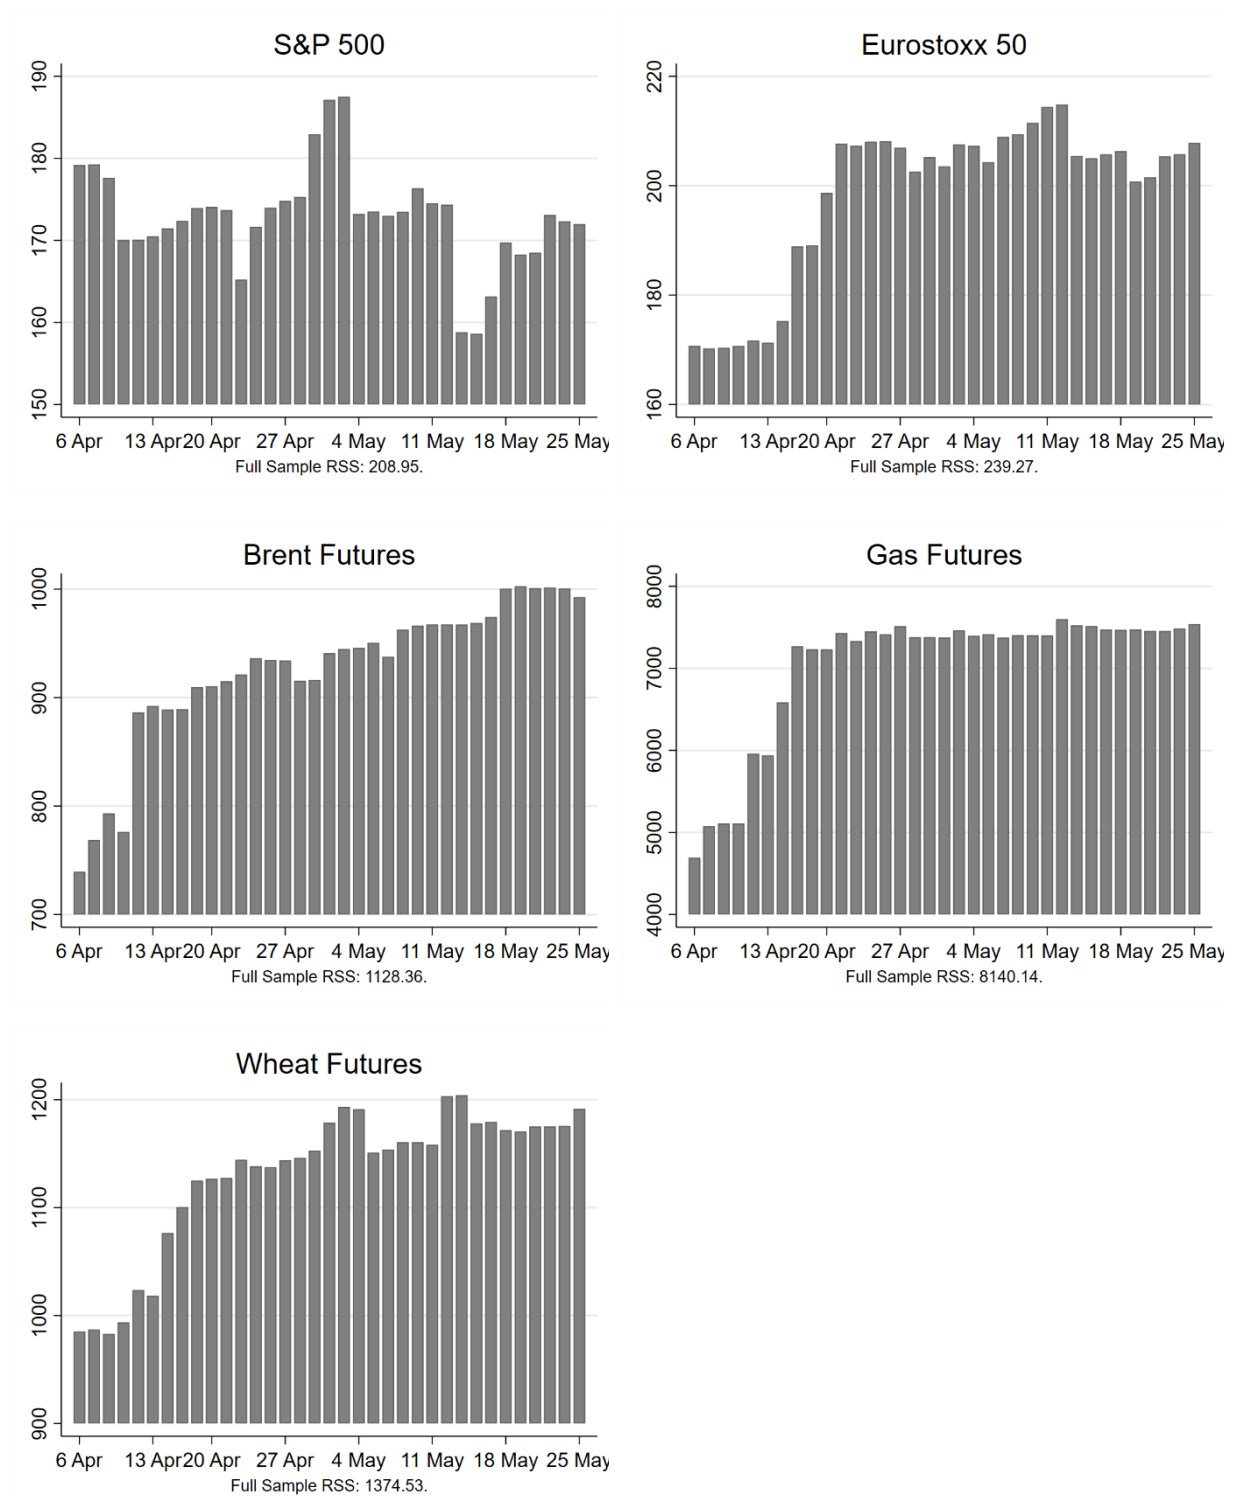 S&P 500
190
180
170
160
150
6 Apr 13 Apr 20 Apr 27 Apr 4 May 11 May 18 May 25 May
Full Sample RSS: 208.95.
Eurostoxx 50
220
200
180
160
6 Apr 13 Apr 20 Apr 27 Apr 4 May 11 May 18 May 25 May
Full Sample RSS: 239.27.
Brent Futures
1000
900
800
700
6 Apr 13 Apr 20 Apr 27 Apr 4 May 11 May 18 May 25 May
Full Sample RSS: 1128.36.
Gas Futures
8000
7000
6000
5000
4000
6 Apr 13 Apr 20 Apr 27 Apr 4 May 11 May 18 May 25 May
Full Sample RSS: 8140.14.
Wheat Futures
1200
1100
1000
900
6 Apr 13 Apr 20 Apr 27 Apr 4 May 11 May 18 May 25 May
Full Sample RSS: 1374.53.